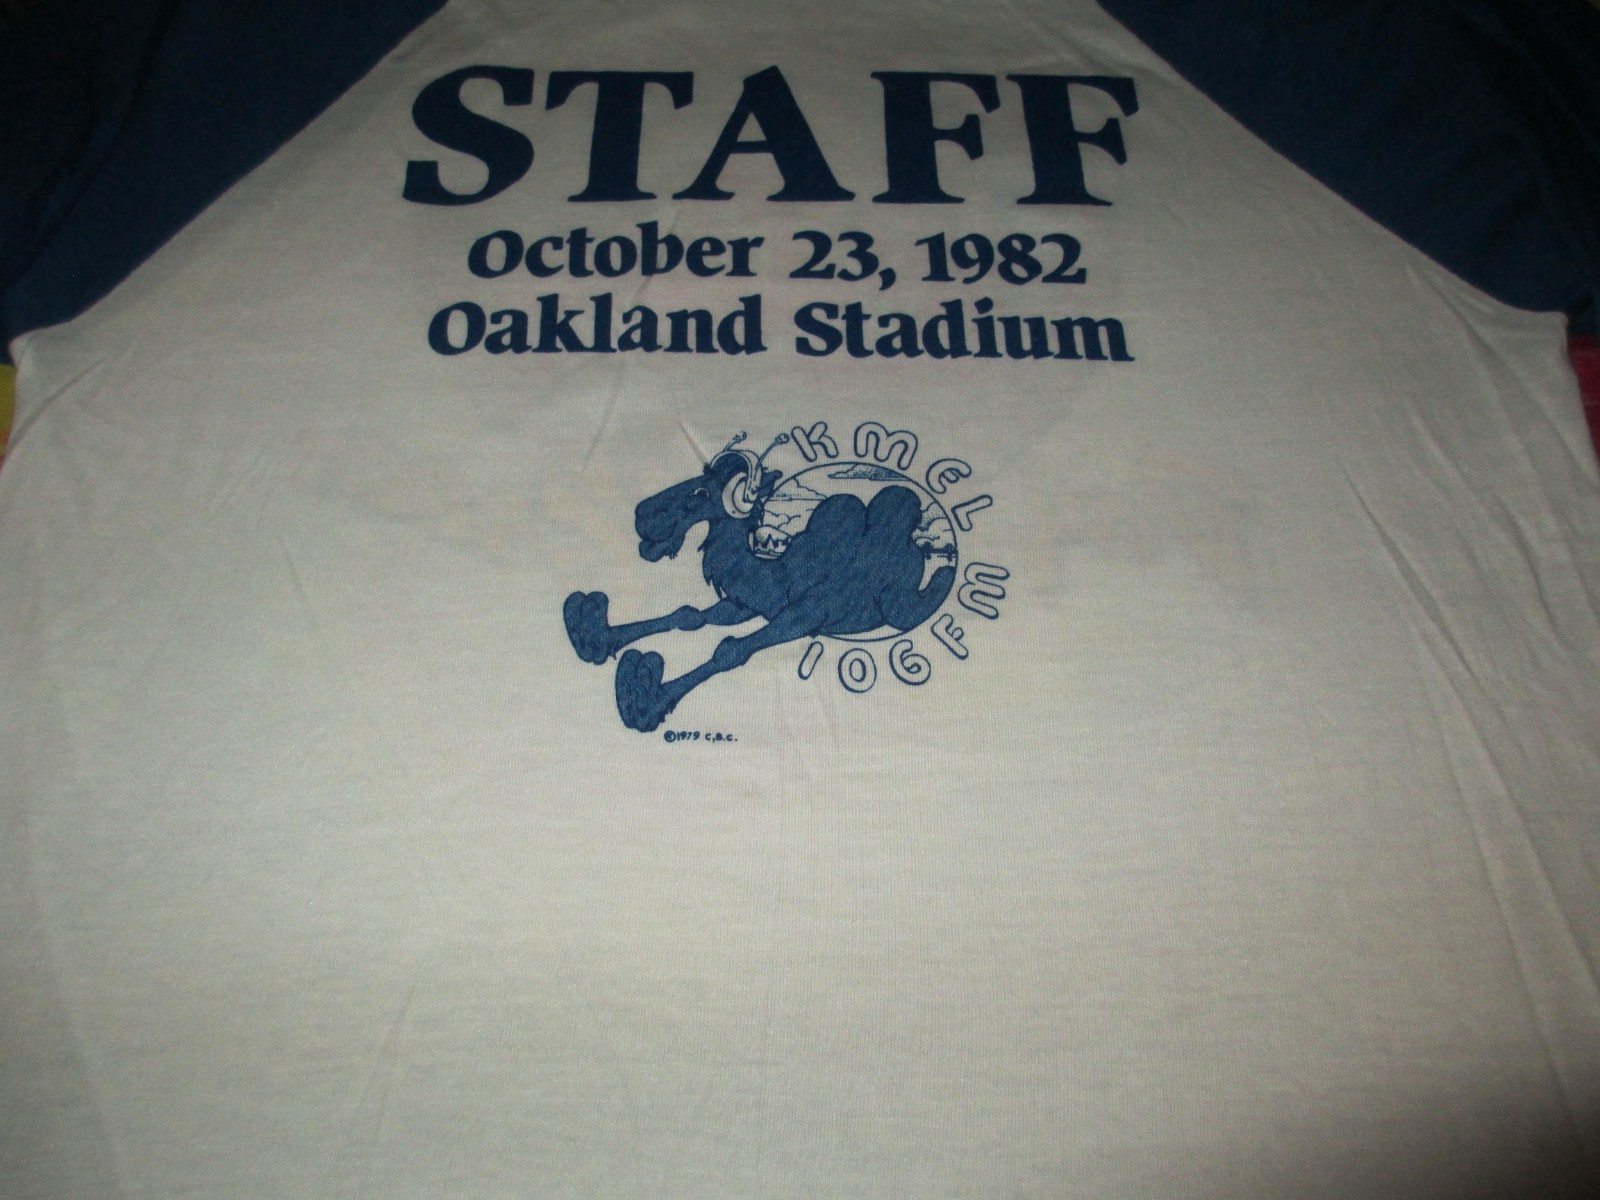 STAFF
October 23, 1982
Oakland Stadium
KMEL
106FM
©1979 C.B.C.